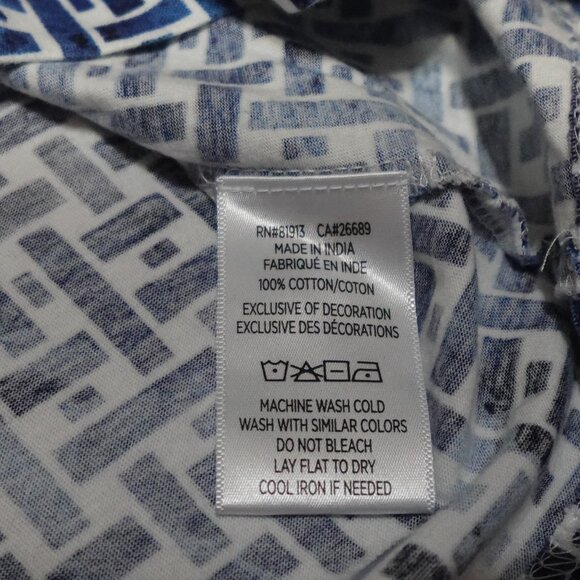 RN#81913 CA#26689
MADE IN INDIA
FABRIQUÉ EN INDE
100% COTTON/COTON
EXCLUSIVE OF DECORATION
EXCLUSIVE DES DÉCORATIONS
MACHINE WASH COLD
WASH WITH SIMILAR COLORS
DO NOT BLEACH
LAY FLAT TO DRY
COOL IRON IF NEEDED